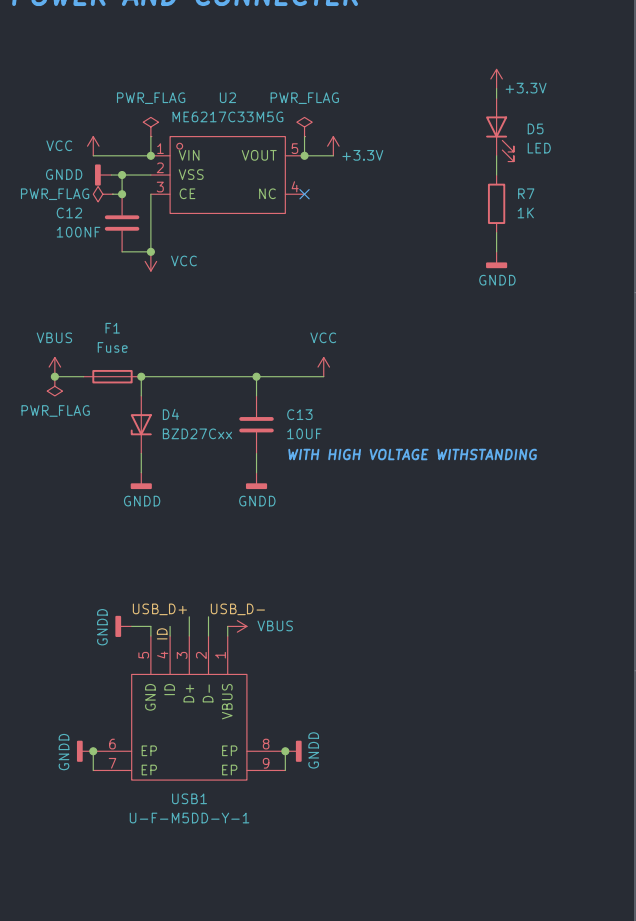 POWER AND CONNECTER
PWR_FLAG U2 PWR_FLAG
ME6217C33M5G
+3.3V
D5
LED
VCC 1 VIN VOUT 5 +3.3V
GNDD 2 VSS
PWR_FLAG 3 CE NC 4
R7
1K
C12
100NF
VCC
GNDD
F1
Fuse
VBUS VCC
PWR_FLAG
D4
BZD27Cxx
C13
10UF
WITH HIGH VOLTAGE WITHSTANDING
GNDD GNDD
USB_D+ USB_D-
GNDD ID VBUS
5 4 3 2 1
GND ID D+ D- VBUS
GNDD 6 EP EP 8 GNDD
7 EP EP 9
USB1
U-F-M5DD-Y-1